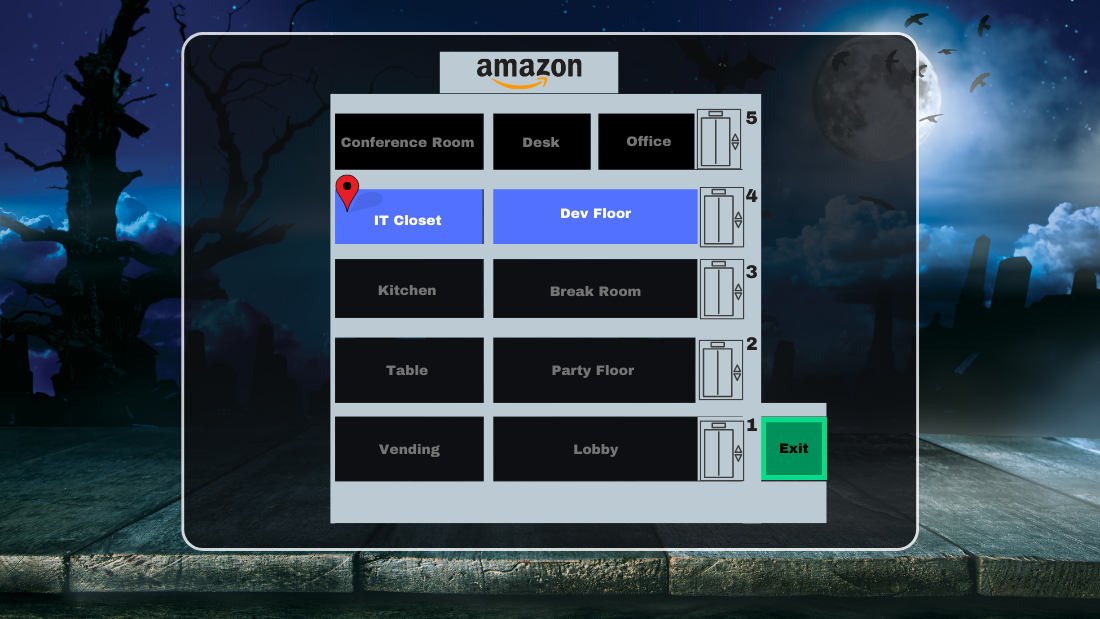 amazon
5
Conference Room
Desk
Office
4
IT Closet
Dev Floor
3
Kitchen
Break Room
2
Table
Party Floor
1
Vending
Lobby
Exit